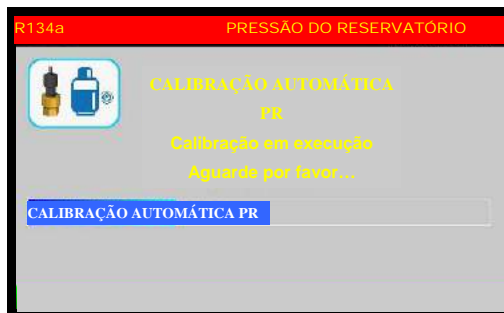 R134a PRESSÃO DO RESERVATÓRIO
CALIBRAÇÃO AUTOMÁTICA
PR
Calibração em execução
Aguarde por favor...
CALIBRAÇÃO AUTOMÁTICA PR